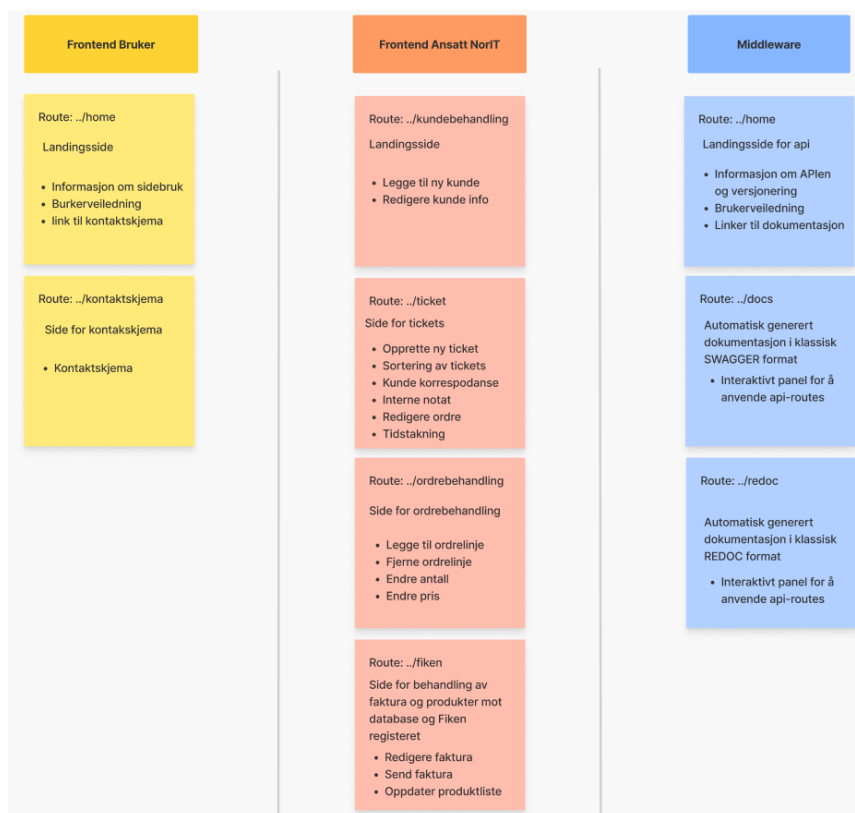 Frontend Bruker
Route: ../home
Landingsside
• Informasjon om sidebruk
• Burkerveiledning
• link til kontaktskjema
Route: ../kontaktskjema
Side for kontakskjema
• Kontaktskjema
Frontend Ansatt NorIT
Route: ../kundebehandling
Landingsside
• Legge til ny kunde
• Redigere kunde info
Route: ../ticket
Side for tickets
• Opprette ny ticket
• Sortering av tickets
• Kunde korrespodanse
• Interne notat
• Redigere ordre
• Tidstakning
Route: ../ordrebehandling
Side for ordrebehandling
• Legge til ordrelinje
• Fjerne ordrelinje
• Endre antall
• Endre pris
Route: ../fiken
Side for behandling av
faktura og produkter mot
database og Fiken
registeret
• Redigere faktura
• Send faktura
• Oppdater produktliste
Middleware
Route: ../home
Landingsside for api
• Informasjon om APIen
og versjonering
• Brukerveiledning
• Linker til dokumentasjon
Route: ../docs
Automatisk generert
dokumentasjon i klassisk
SWAGGER format
• Interaktivt panel for å
anvende api-routes
Route: ../redoc
Automatisk generert
dokumentasjon i klassisk
REDOC format
• Interaktivt panel for å
anvende api-routes